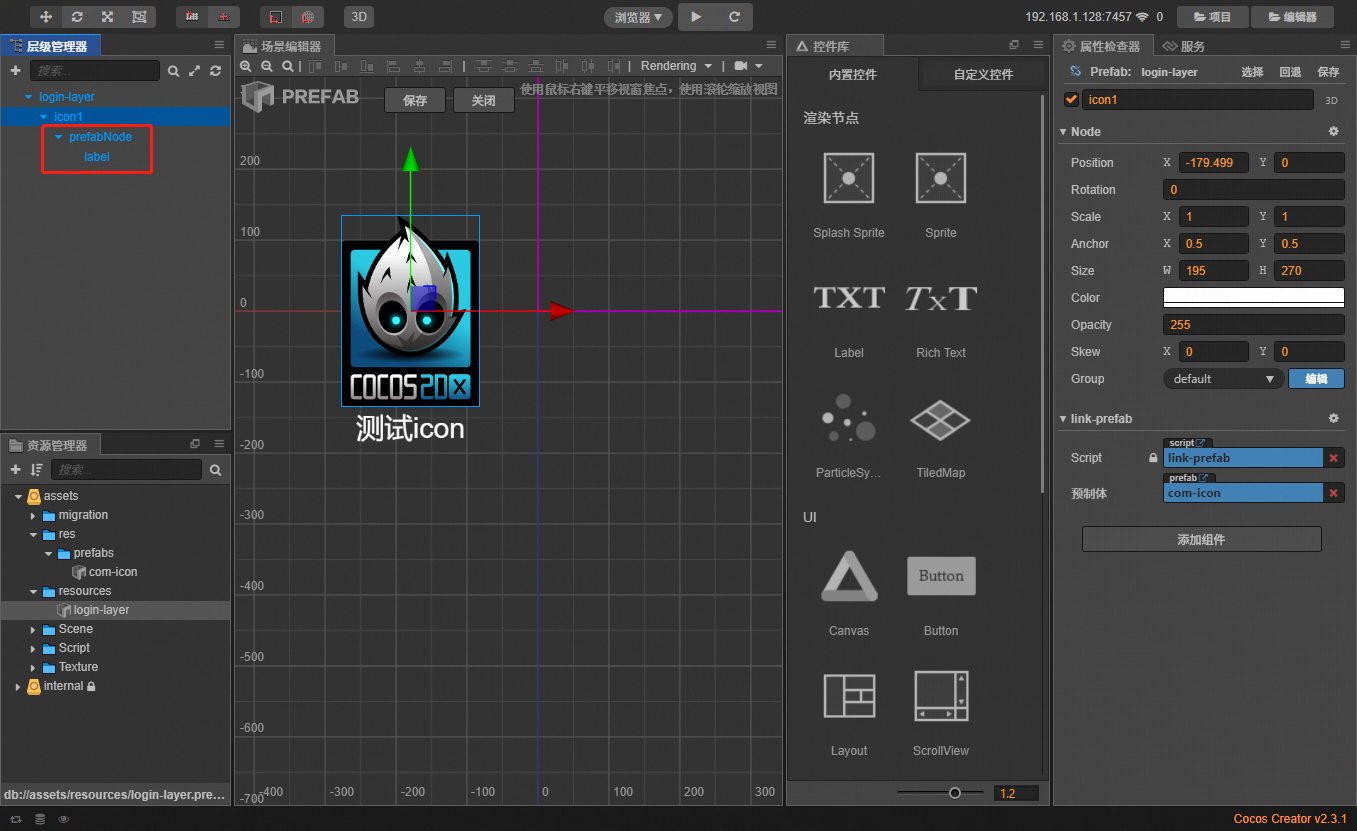 3D
浏览器
192.168.1.128:7457
0
项目
编辑器
层级管理器
搜索...
login-layer
icon1
prefabNode
label
场景编辑器
Rendering
PREFAB
保存
关闭
使用鼠标右键平移视窗焦点，使用滚轮缩放视图
200
100
0
-100
-200
-300
-400
-500
-600
-700
-400
-300
-200
-100
0
100
200
300
COCOS2DX
测试icon
资源管理器
搜索...
assets
migration
res
prefabs
com-icon
resources
login-layer
Scene
Script
Texture
internal
db://assets/resources/login-layer.pre...
控件库
内置控件
自定义控件
渲染节点
Splash Sprite
Sprite
TXT
TXT
Label
Rich Text
ParticleSy...
TiledMap
UI
Button
Canvas
Button
Layout
ScrollView
1.2
属性检查器
服务
Prefab:
login-layer
选择
回退
保存
icon1
3D
Node
Position X -179.499 Y 0
Rotation 0
Scale X 1 Y 1
Anchor X 0.5 Y 0.5
Size W 195 H 270
Color
Opacity 255
Skew X 0 Y 0
Group default 编辑
link-prefab
script
Script link-prefab
prefab
预制体 com-icon
添加组件
Cocos Creator v2.3.1